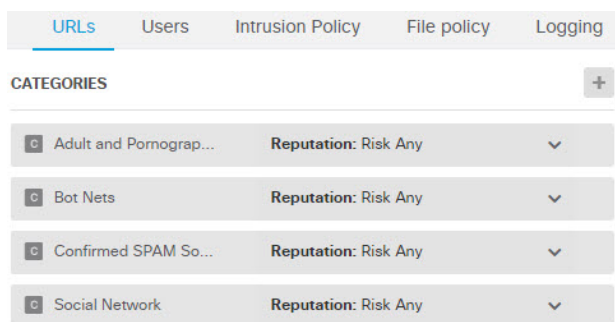 URLs Users Intrusion Policy File policy Logging
CATEGORIES +
C Adult and Pornograp... Reputation: Risk Any
C Bot Nets Reputation: Risk Any
C Confirmed SPAM So... Reputation: Risk Any
C Social Network Reputation: Risk Any